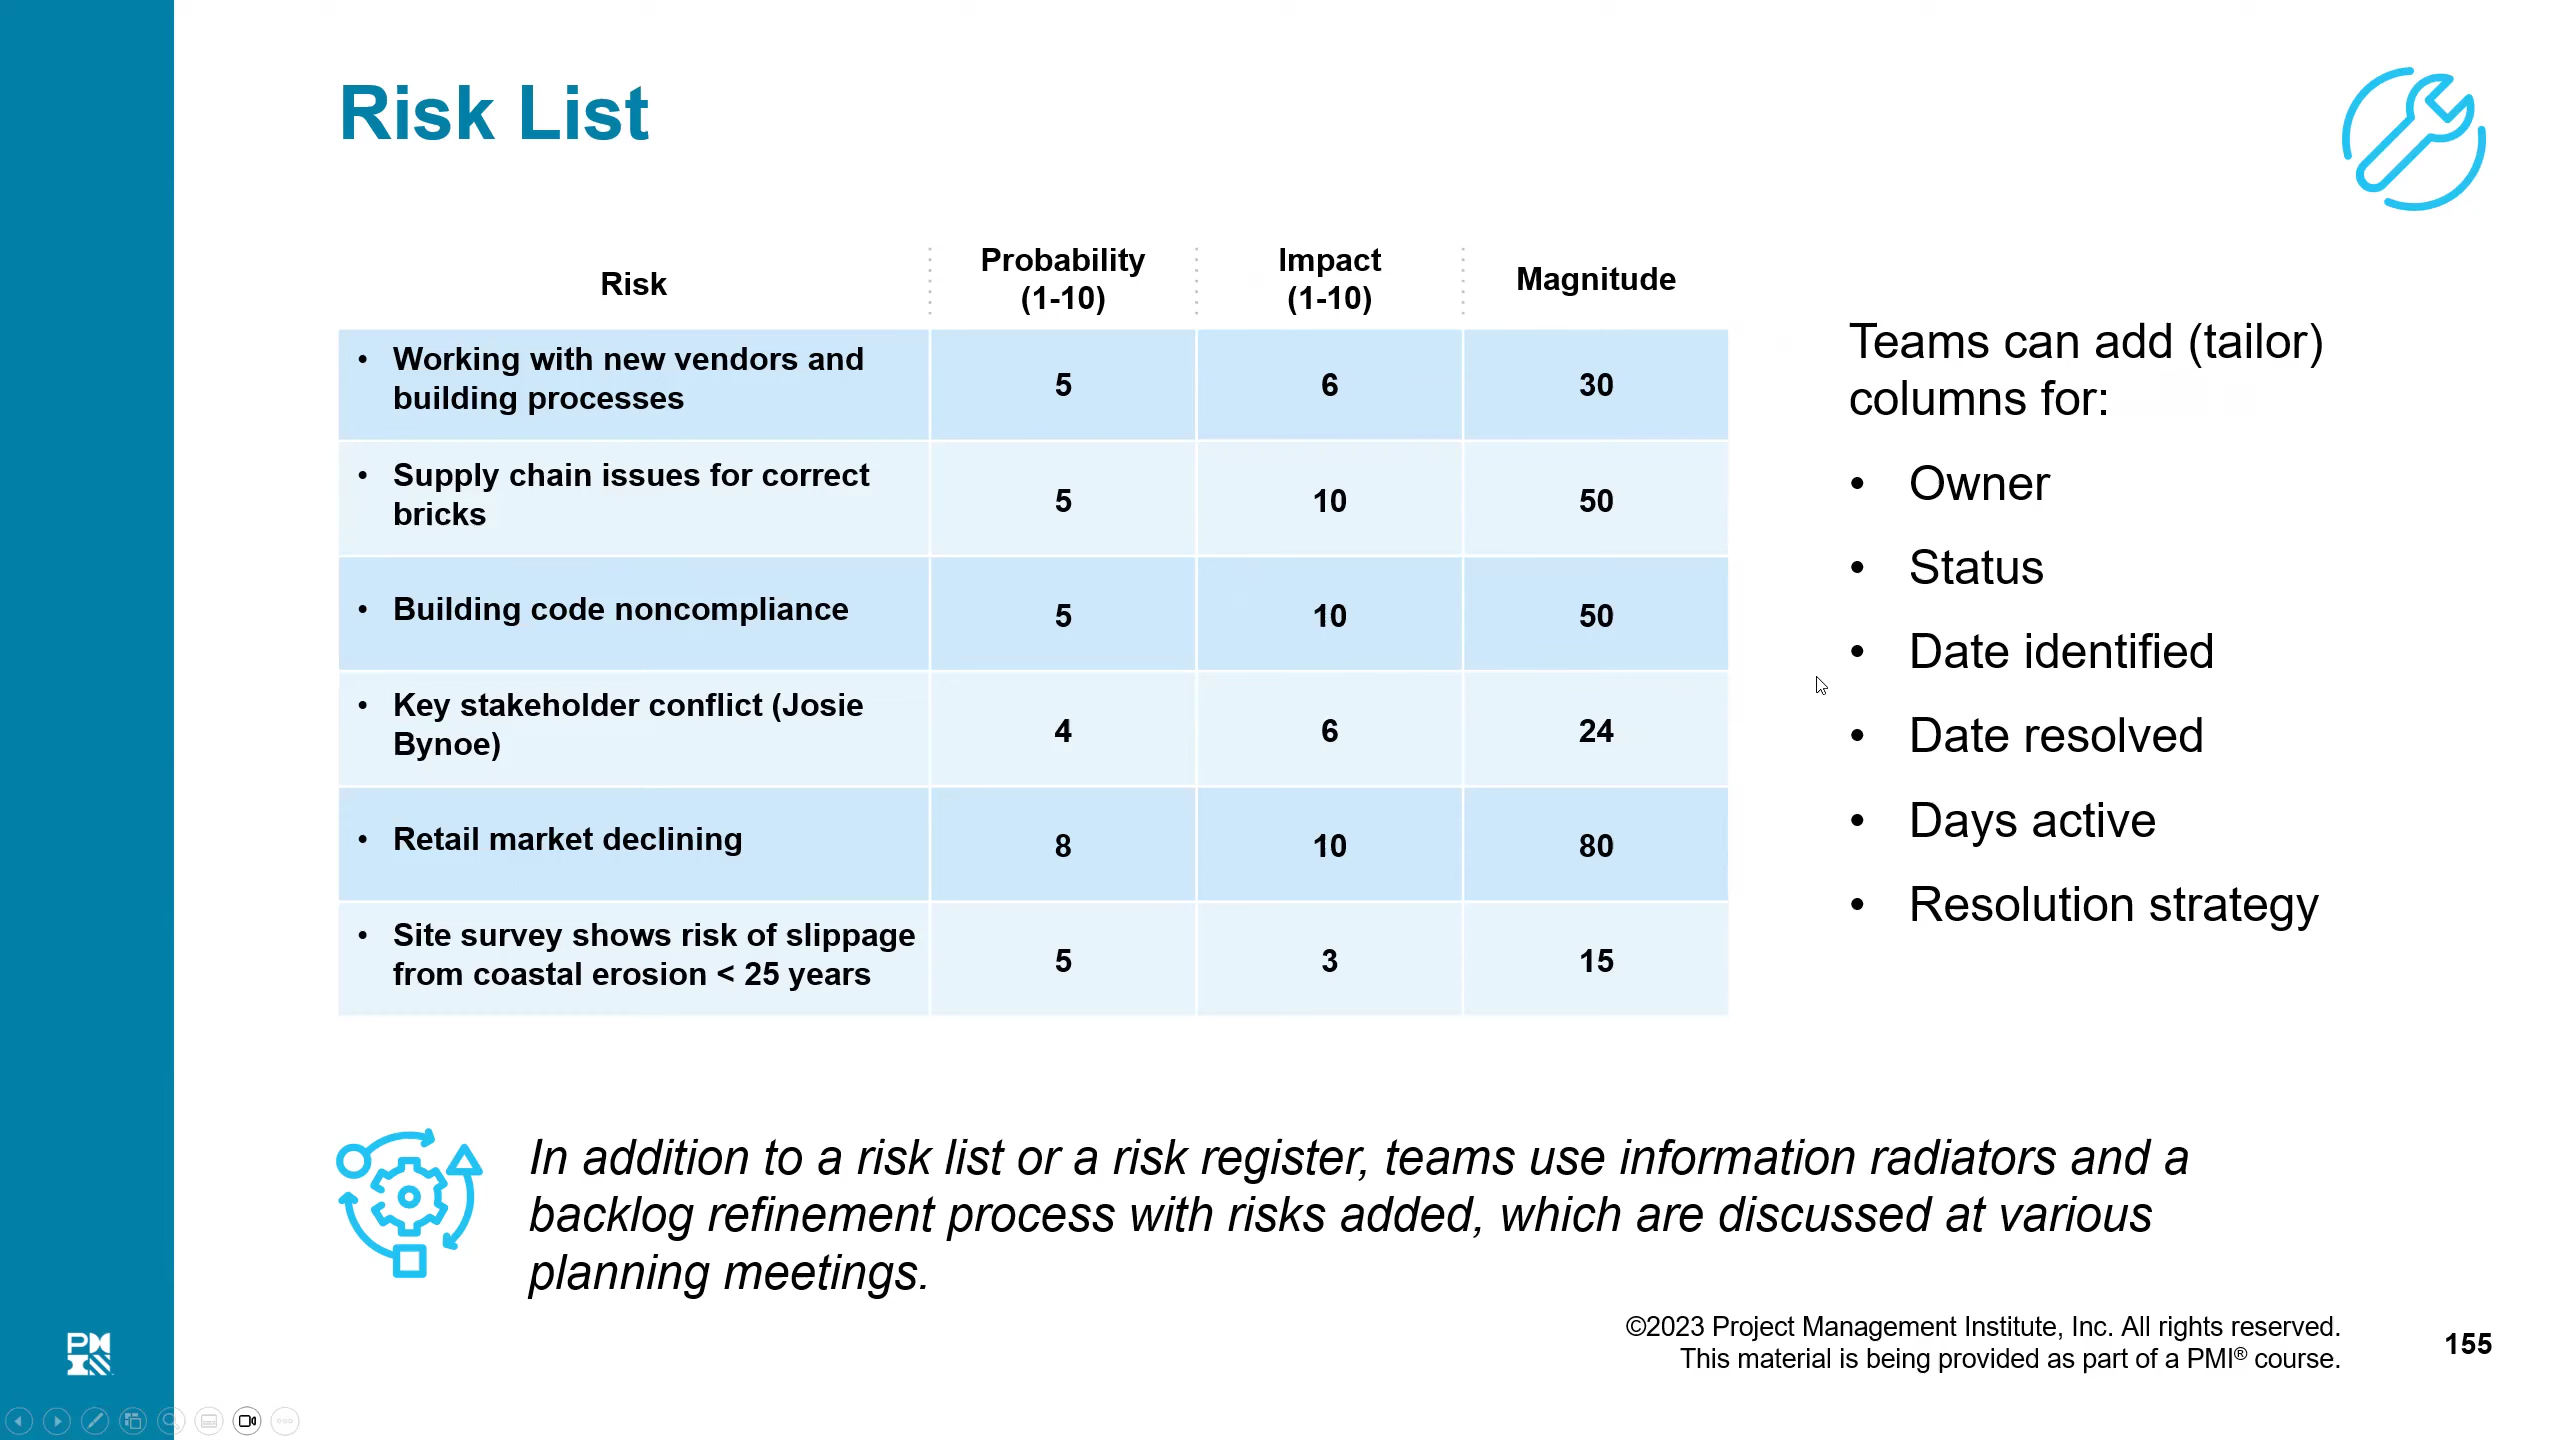 Risk List
Risk
Probability
(1-10)
Impact
(1-10)
Magnitude
• Working with new vendors and
building processes
5
6
30
• Supply chain issues for correct
bricks
5
10
50
• Building code noncompliance
5
10
50
• Key stakeholder conflict (Josie
Bynoe)
4
6
24
• Retail market declining
8
10
80
• Site survey shows risk of slippage
from coastal erosion < 25 years
5
3
15
Teams can add (tailor)
columns for:
• Owner
• Status
• Date identified
• Date resolved
• Days active
• Resolution strategy
In addition to a risk list or a risk register, teams use information radiators and a
backlog refinement process with risks added, which are discussed at various
planning meetings.
©2023 Project Management Institute, Inc. All rights reserved.
This material is being provided as part of a PMI® course.
155